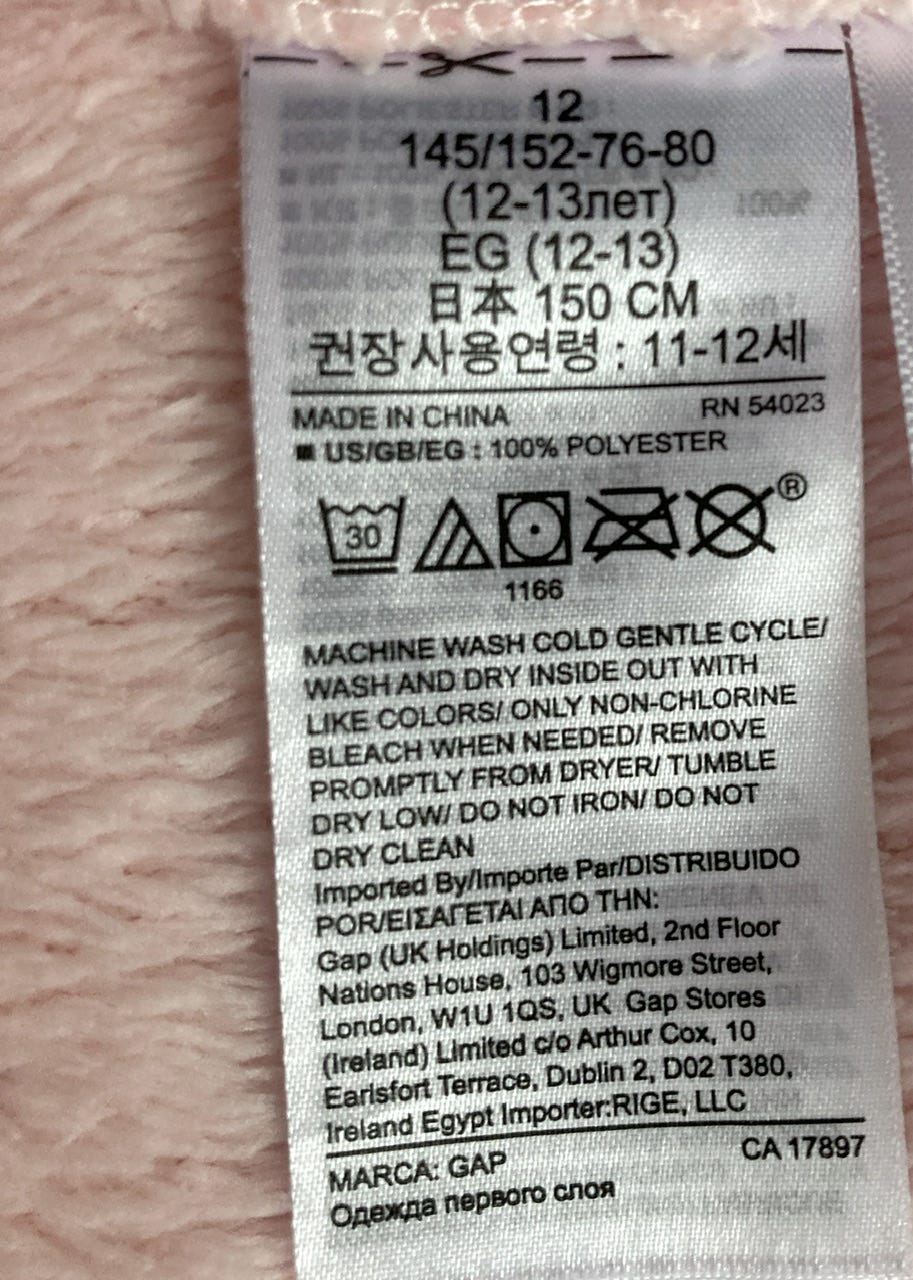 12
145/152-76-80
(12-13лет)
EG (12-13)
日本 150 CM
권장사용연령 : 11-12세
MADE IN CHINA RN 54023
■ US/GB/EG : 100% POLYESTER
30 ®
1166
MACHINE WASH COLD GENTLE CYCLE/
WASH AND DRY INSIDE OUT WITH
LIKE COLORS/ ONLY NON-CHLORINE
BLEACH WHEN NEEDED/ REMOVE
PROMPTLY FROM DRYER/ TUMBLE
DRY LOW/ DO NOT IRON/ DO NOT
DRY CLEAN
Imported By/Importe Par/DISTRIBUIDO
POR/ΕΙΣΑΓΕΤΑΙ ΑΠΟ ΤΗΝ:
Gap (UK Holdings) Limited, 2nd Floor
Nations House, 103 Wigmore Street,
London, W1U 1QS, UK Gap Stores
(Ireland) Limited c/o Arthur Cox, 10
Earlsfort Terrace, Dublin 2, D02 T380,
Ireland Egypt Importer:RIGE, LLC
MARCA: GAP CA 17897
Одежда первого слоя